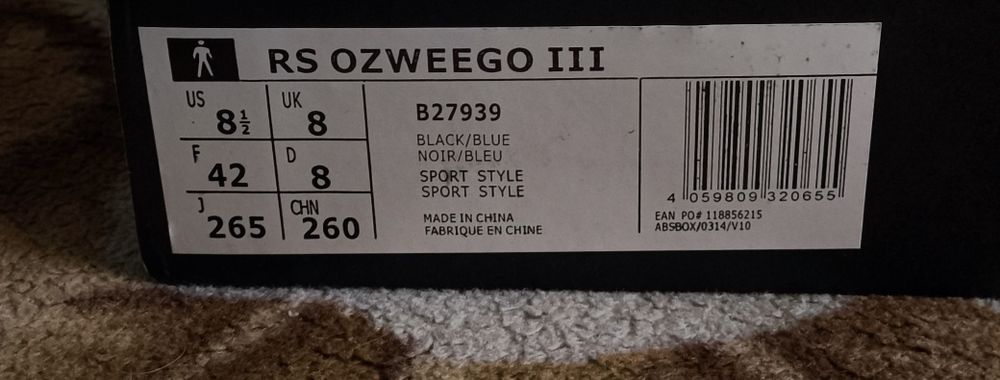 RS OZWEEGO III
US 8½ UK 8
F 42 D 8
J 265 CHN 260
B27939
BLACK/BLUE
NOIR/BLEU
SPORT STYLE
SPORT STYLE
MADE IN CHINA
FABRIQUE EN CHINE
4 059809 320655
EAN PO# 118856215
ABSBOX/0314/V10